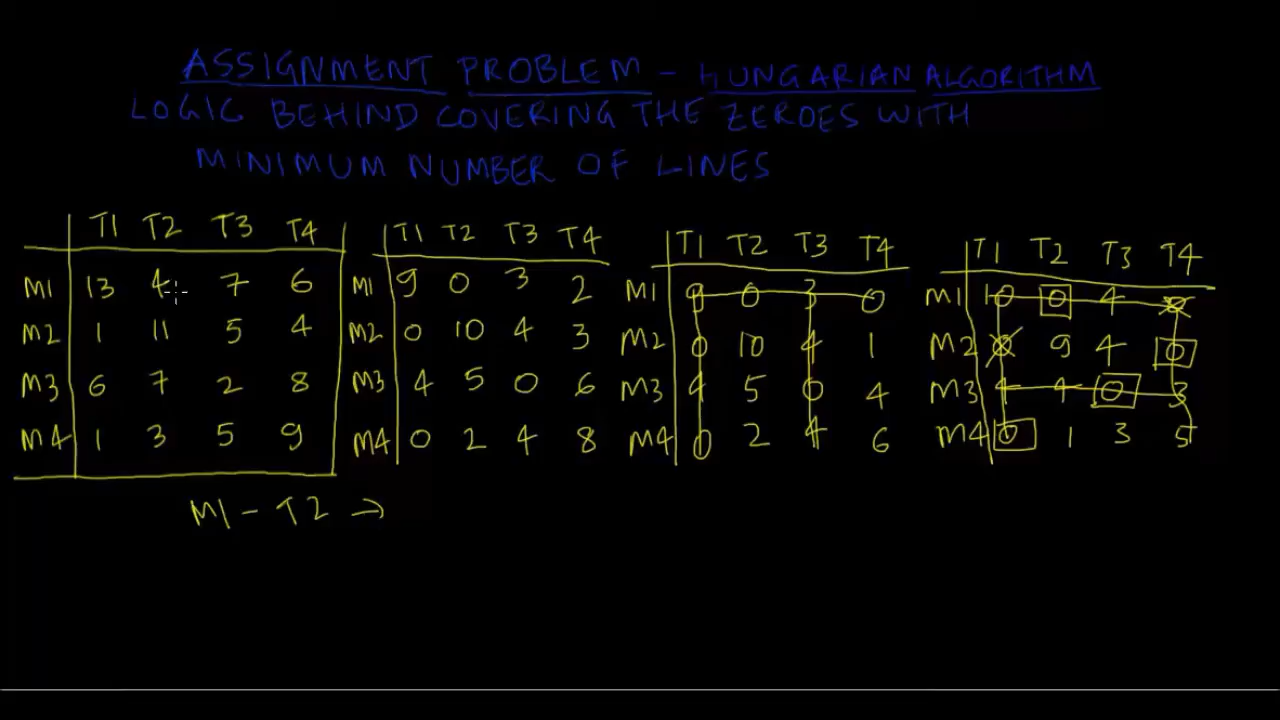 ASSIGNMENT PROBLEM - HUNGARIAN ALGORITHM
LOGIC BEHIND COVERING THE ZEROES WITH
MINIMUM NUMBER OF LINES
T1 T2 T3 T4
M1 13 4 7 6
M2 1 11 5 4
M3 6 7 2 8
M4 1 3 5 9
T1 T2 T3 T4
M1 9 0 3 2
M2 0 10 4 3
M3 4 5 0 6
M4 0 2 4 8
T1 T2 T3 T4
M1 9 0 3 0
M2 0 10 4 1
M3 4 5 0 4
M4 0 2 4 6
T1 T2 T3 T4
M1 10 0 4 0
M2 0 9 4 0
M3 4 4 0 3
M4 0 1 3 5
M1 - T2 →